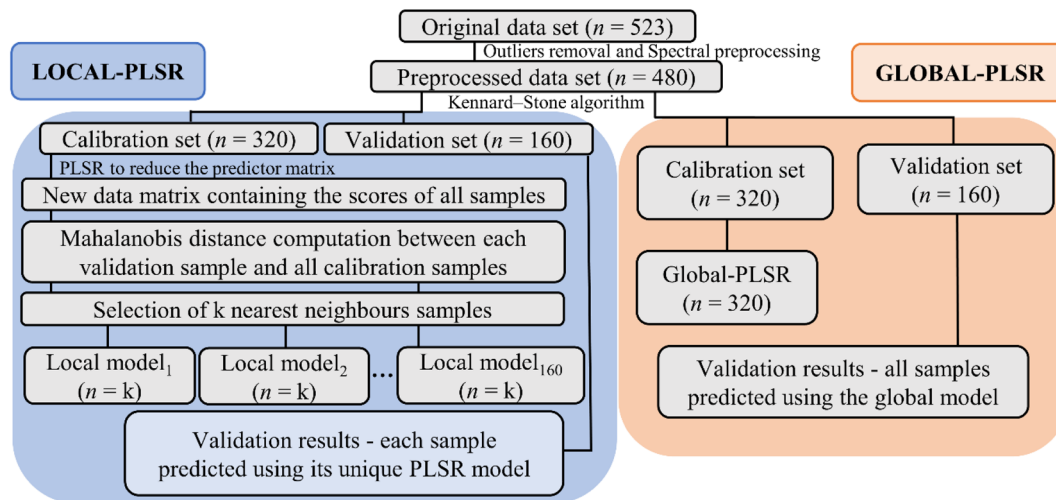 Original data set (n = 523)
Outliers removal and Spectral preprocessing
LOCAL-PLSR
Preprocessed data set (n = 480)
GLOBAL-PLSR
Kennard–Stone algorithm
Calibration set (n = 320)
Validation set (n = 160)
PLSR to reduce the predictor matrix
New data matrix containing the scores of all samples
Mahalanobis distance computation between each
validation sample and all calibration samples
Selection of k nearest neighbours samples
Local model₁
(n = k)
Local model₂
(n = k)
...
Local model₁₆₀
(n = k)
Validation results - each sample
predicted using its unique PLSR model
Calibration set
(n = 320)
Validation set
(n = 160)
Global-PLSR
(n = 320)
Validation results - all samples
predicted using the global model